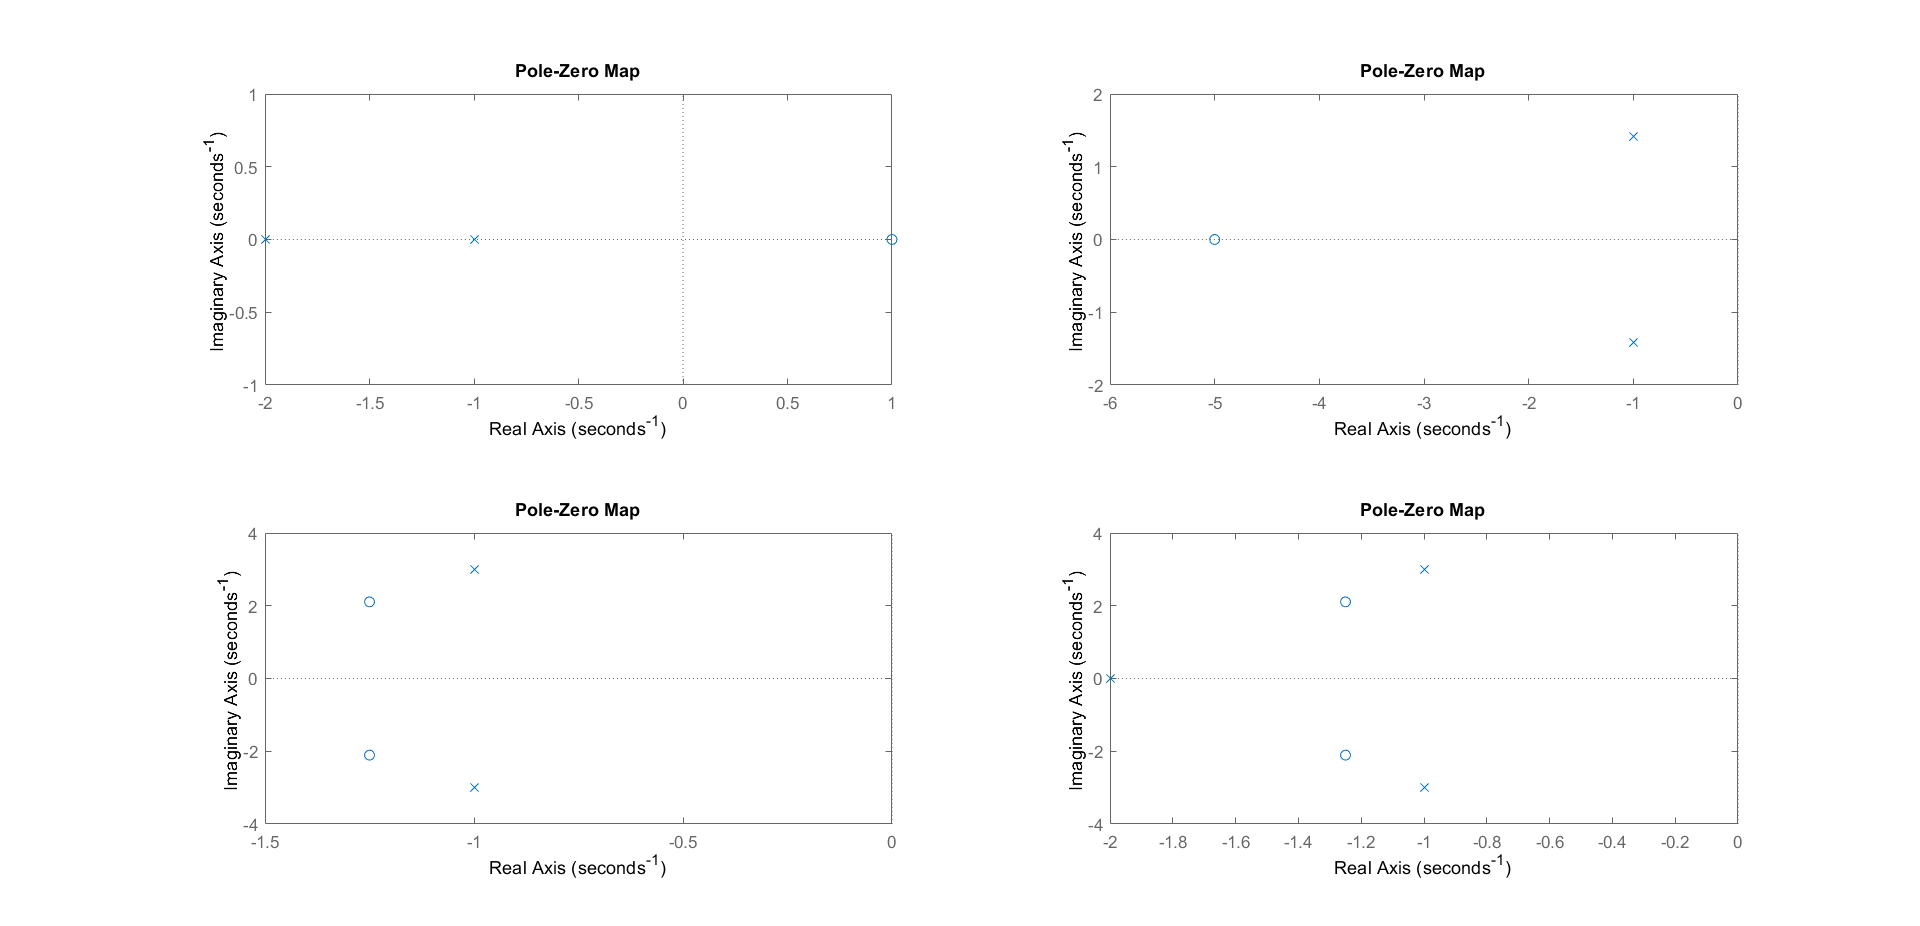 Pole-Zero Map
Imaginary Axis (seconds⁻¹)
1
0.5
0
-0.5
-1
-2 -1.5 -1 -0.5 0 0.5 1
Real Axis (seconds⁻¹)
Pole-Zero Map
Imaginary Axis (seconds⁻¹)
2
1
0
-1
-2
-6 -5 -4 -3 -2 -1 0
Real Axis (seconds⁻¹)
Pole-Zero Map
Imaginary Axis (seconds⁻¹)
4
2
0
-2
-4
-1.5 -1 -0.5 0
Real Axis (seconds⁻¹)
Pole-Zero Map
Imaginary Axis (seconds⁻¹)
4
2
0
-2
-4
-2 -1.8 -1.6 -1.4 -1.2 -1 -0.8 -0.6 -0.4 -0.2 0
Real Axis (seconds⁻¹)